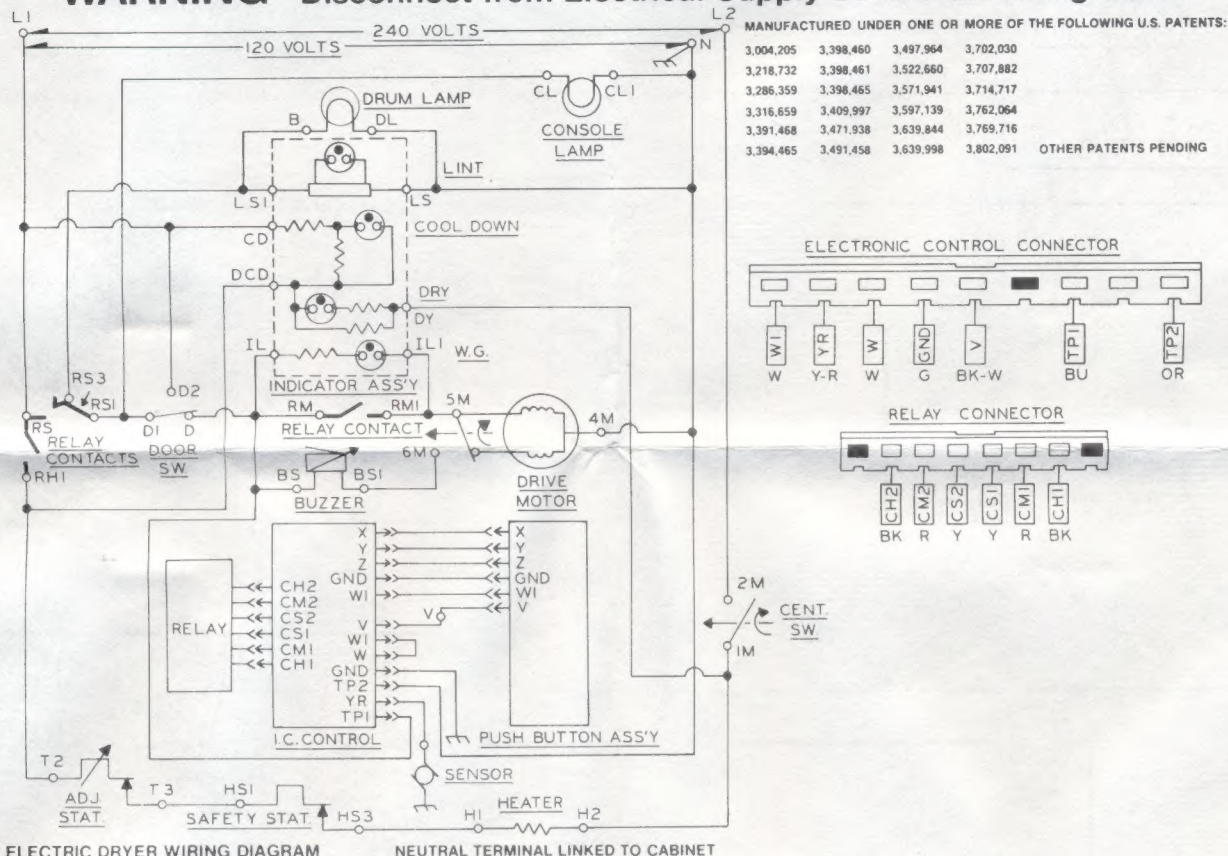 WARNING
L1
L2
240 VOLTS
120 VOLTS
N
MANUFACTURED UNDER ONE OR MORE OF THE FOLLOWING U.S. PATENTS:
3,004,205 3,398,460 3,497,964 3,702,030
3,218,732 3,398,461 3,522,660 3,707,882
3,286,359 3,398,465 3,571,941 3,714,717
3,316,659 3,409,997 3,597,139 3,762,064
3,391,468 3,471,938 3,639,844 3,769,716
3,394,465 3,491,458 3,639,998 3,802,091 OTHER PATENTS PENDING
DRUM LAMP
CL
CL1
CONSOLE
LAMP
B
DL
LINT
LS1
LS
CD
COOL DOWN
DCD
DRY
DY
IL
IL1
W.G.
INDICATOR ASS'Y
RS3
RS1
RS
RELAY
CONTACTS
RH1
D2
D1
D
DOOR
SW.
RM
RM1
RELAY CONTACT
5M
6M
4M
DRIVE
MOTOR
BS
BS1
BUZZER
RELAY
CH2
CM2
CS2
CS1
CM1
CH1
X
Y
Z
GND
W1
V
W1
W
GND
TP2
YR
TP1
I.C. CONTROL
V
X
Y
Z
GND
W1
V
PUSH BUTTON ASS'Y
SENSOR
2M
CENT.
SW.
1M
T2
ADJ.
STAT.
T3
HS1
SAFETY STAT.
HS3
H1
HEATER
H2
ELECTRONIC CONTROL CONNECTOR
W1 YR W GND V TP1 TP2
W Y-R W G BK-W BU OR
RELAY CONNECTOR
CH2 CM2 CS2 CS1 CM1 CH1
BK R Y Y R BK
ELECTRIC DRYER WIRING DIAGRAM
NEUTRAL TERMINAL LINKED TO CABINET